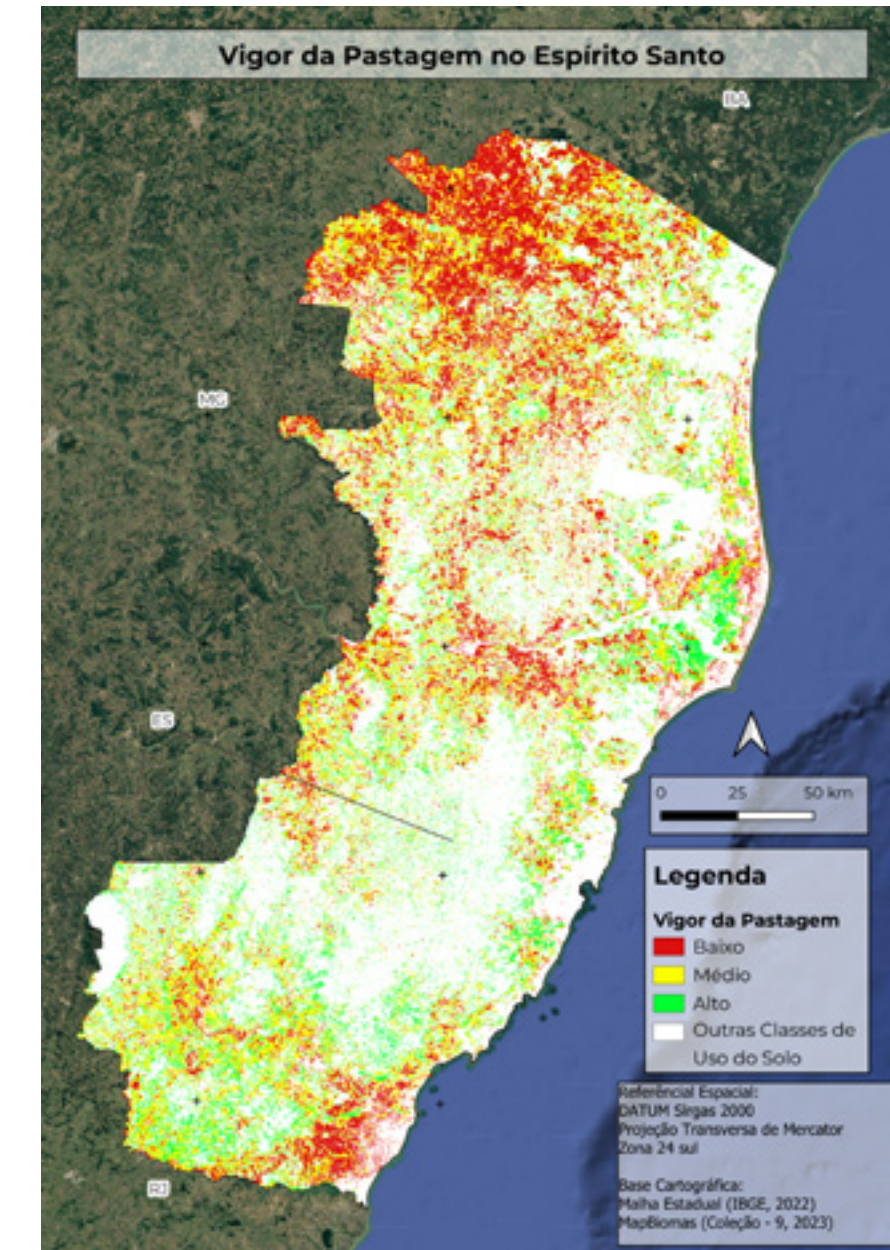 Vigor da Pastagem no Espírito Santo
BA
MG
ES
0 25 50 km
Legenda
Vigor da Pastagem
Baixo
Médio
Alto
Outras Classes de
Uso do Solo
Referêncial Espacial:
DATUM Sirgas 2000
Projeção Transversa de Mercator
Zona 24 sul
Base Cartográfica:
Malha Estadual (IBGE, 2022)
MapBiomas (Coleção - 9, 2023)
RJ